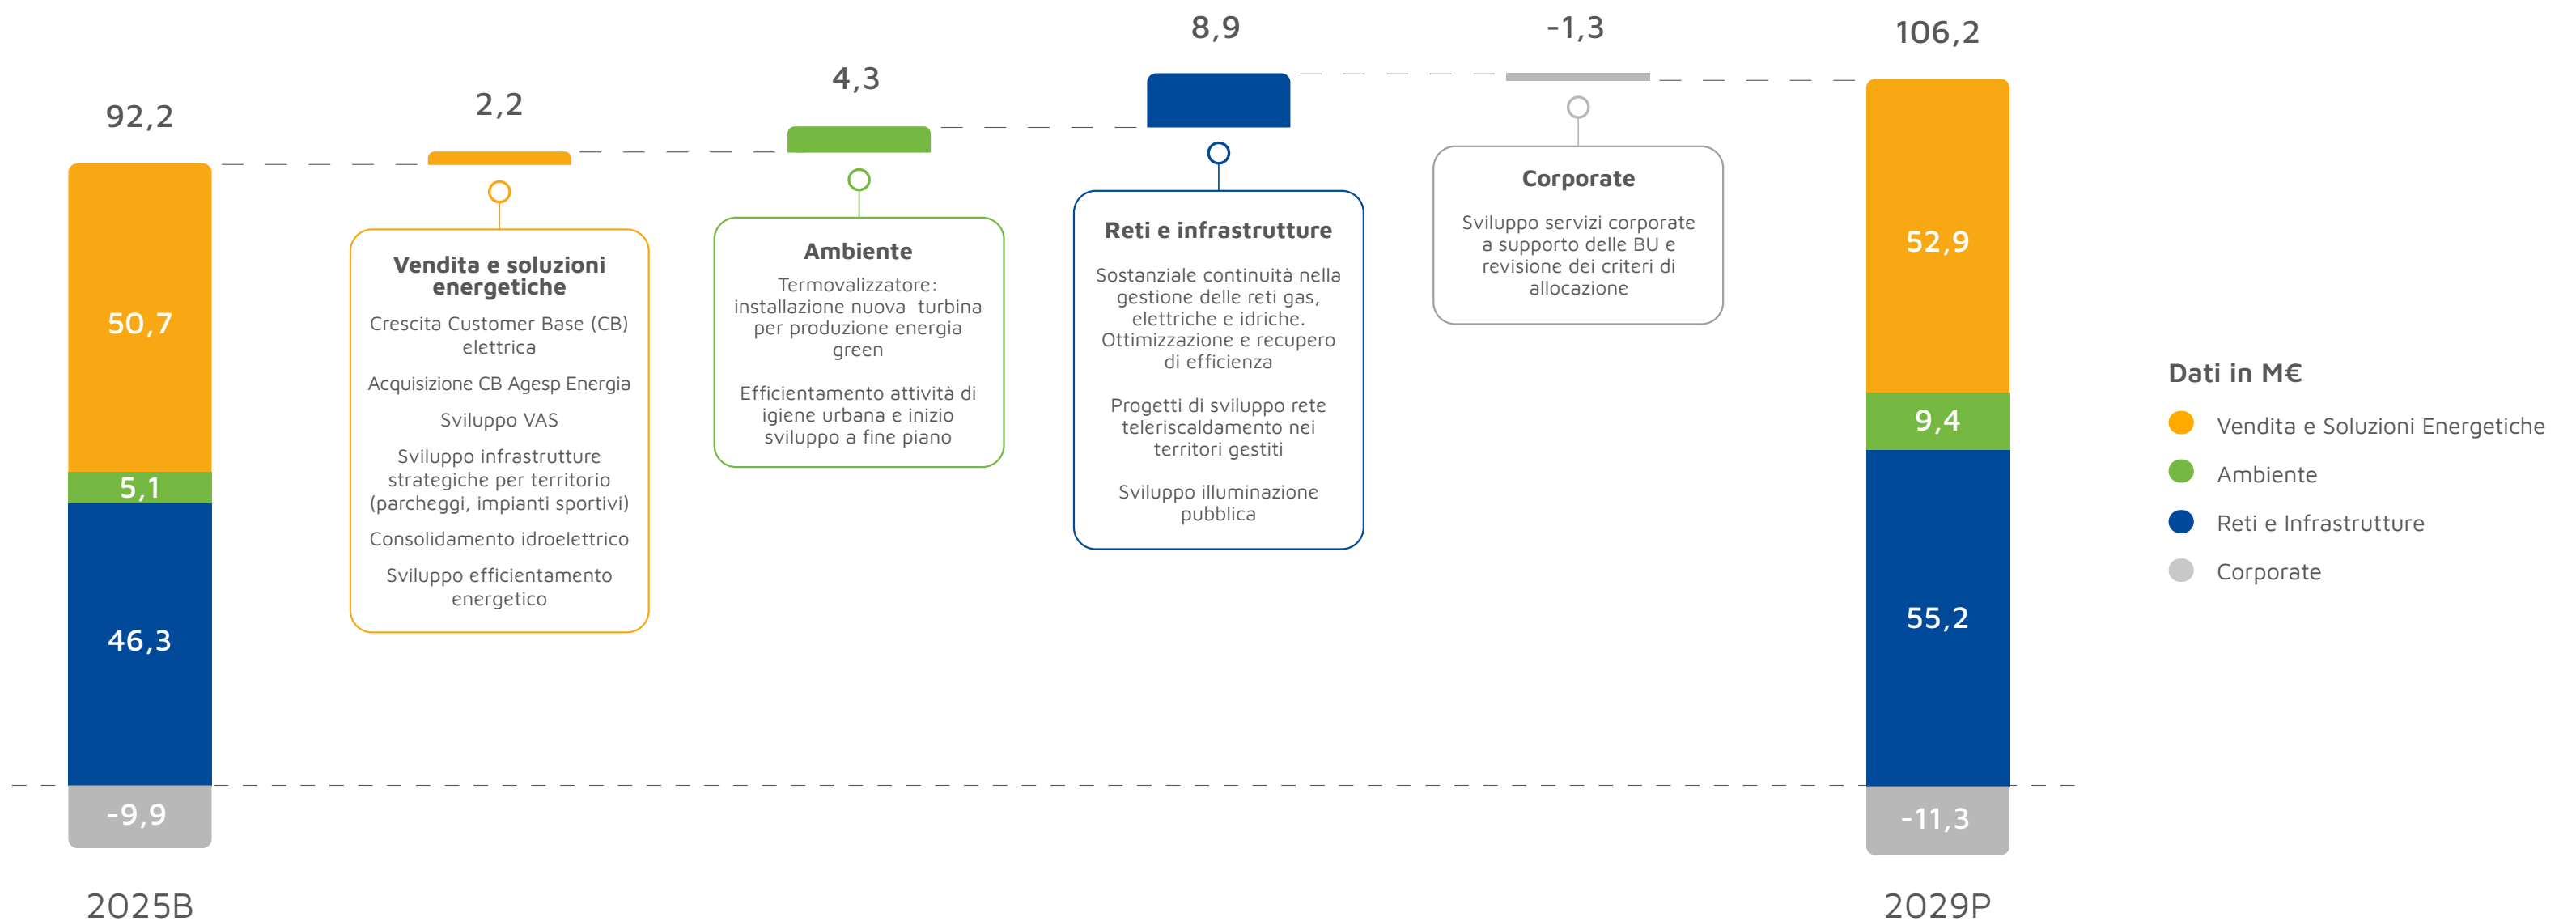 92,2
50,7
5,1
46,3
-9,9
2025B
2,2
Vendita e soluzioni
energetiche
Crescita Customer Base (CB)
elettrica
Acquisizione CB Agesp Energia
Sviluppo VAS
Sviluppo infrastrutture
strategiche per territorio
(parcheggi, impianti sportivi)
Consolidamento idroelettrico
Sviluppo efficientamento
energetico
4,3
Ambiente
Termovalizzatore:
installazione nuova turbina
per produzione energia
green
Efficientamento attività di
igiene urbana e inizio
sviluppo a fine piano
8,9
Reti e infrastrutture
Sostanziale continuità nella
gestione delle reti gas,
elettriche e idriche.
Ottimizzazione e recupero
di efficienza
Progetti di sviluppo rete
teleriscaldamento nei
territori gestiti
Sviluppo illuminazione
pubblica
-1,3
Corporate
Sviluppo servizi corporate
a supporto delle BU e
revisione dei criteri di
allocazione
106,2
52,9
9,4
55,2
-11,3
2029P
Dati in M€
Vendita e Soluzioni Energetiche
Ambiente
Reti e Infrastrutture
Corporate